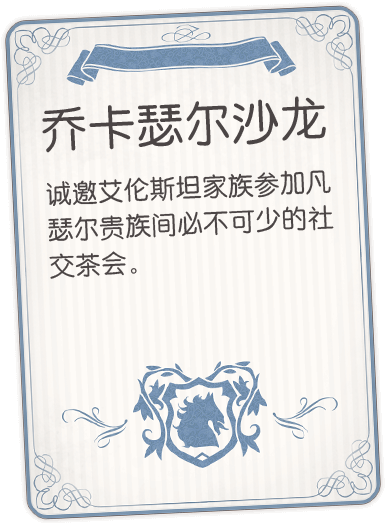 乔卡瑟尔沙龙
诚邀艾伦斯坦家族参加凡
瑟尔贵族间必不可少的社
交茶会。